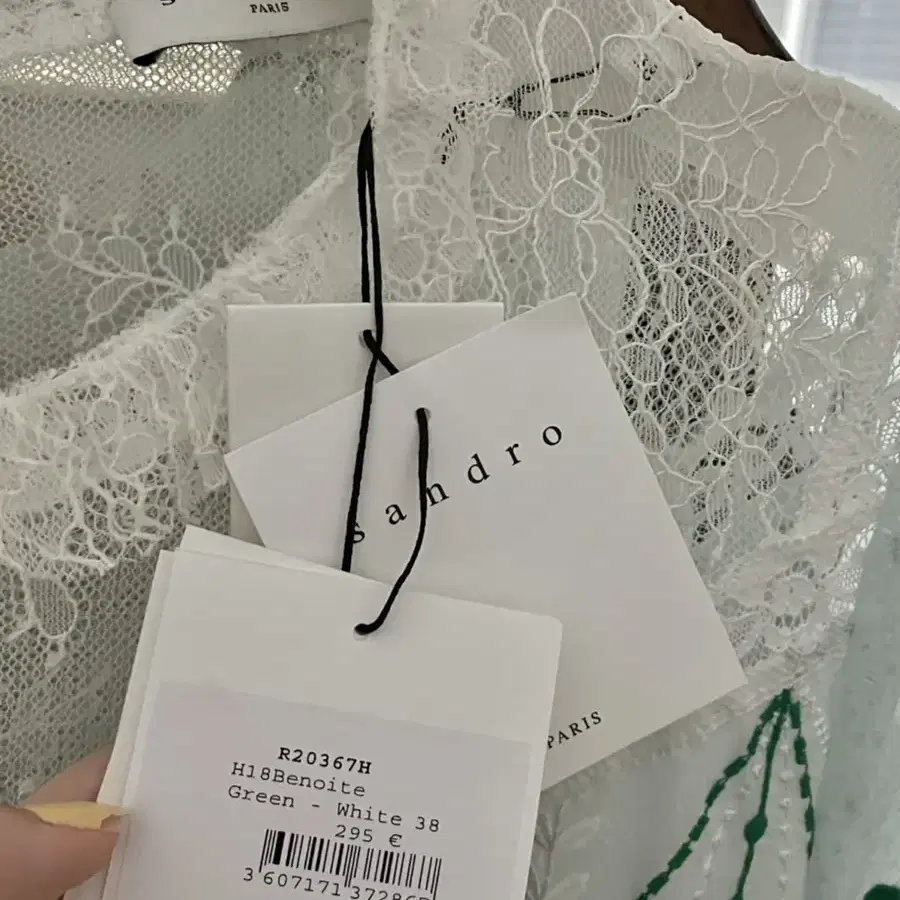 PARIS
sandro
PARIS
R20367H
H18Benoite
Green - White 38
295 €